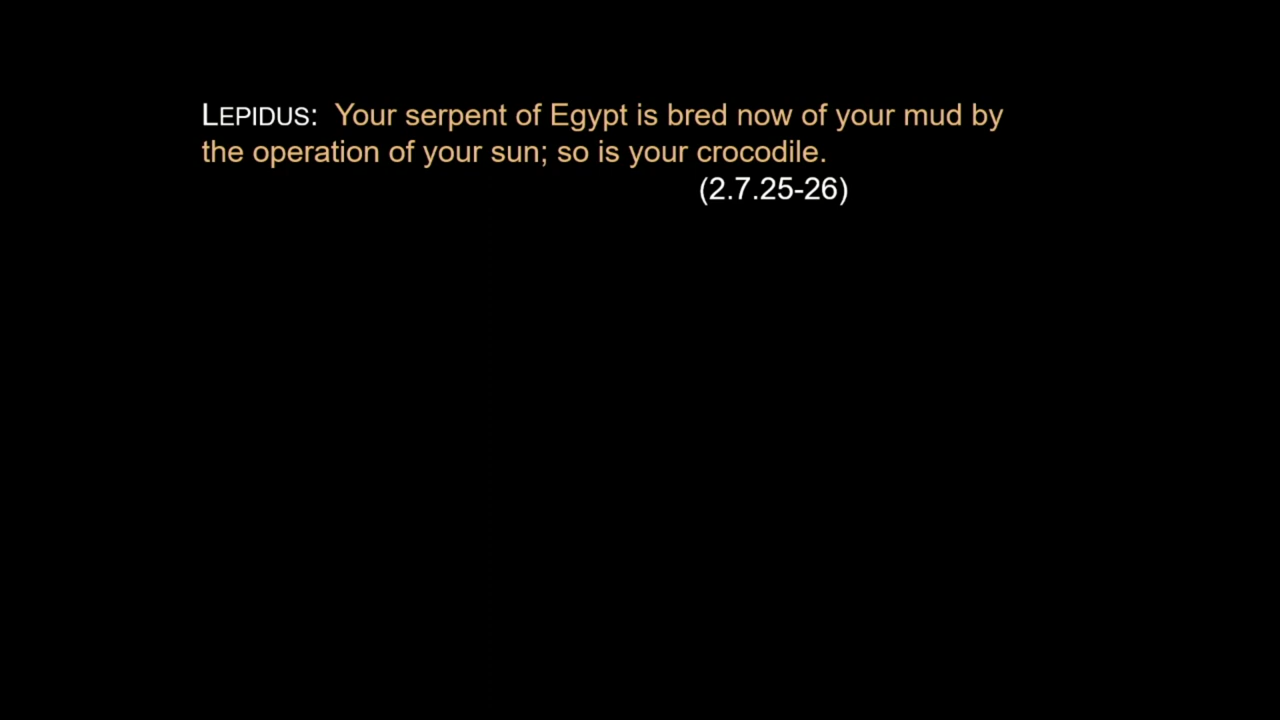 LEPIDUS: Your serpent of Egypt is bred now of your mud by
the operation of your sun; so is your crocodile.
(2.7.25-26)